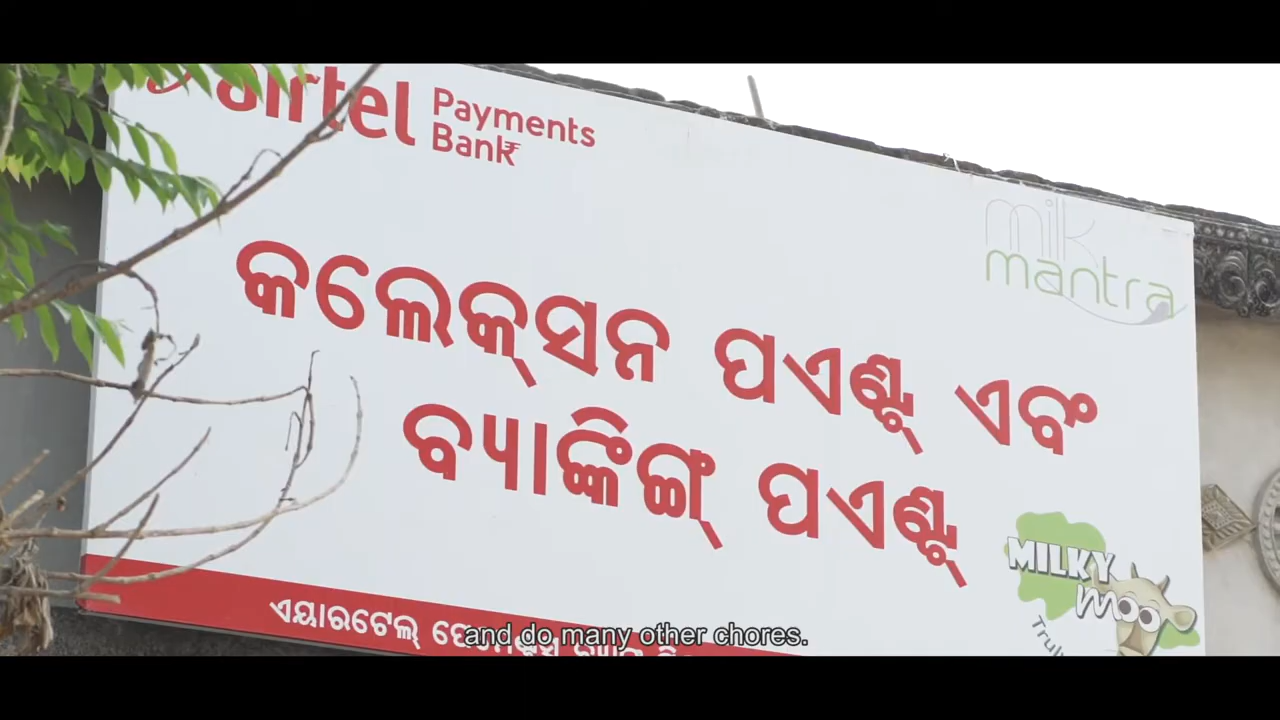 airtel Payments Bank
milk mantra
କଲେକ୍ସନ ପଏଣ୍ଟ୍ ଏବଂ
ବ୍ୟାଙ୍କିଙ୍ଗ୍ ପଏଣ୍ଟ୍
MILKY
moo
Truly
ଏୟାରଟେଲ୍
and do many other chores.